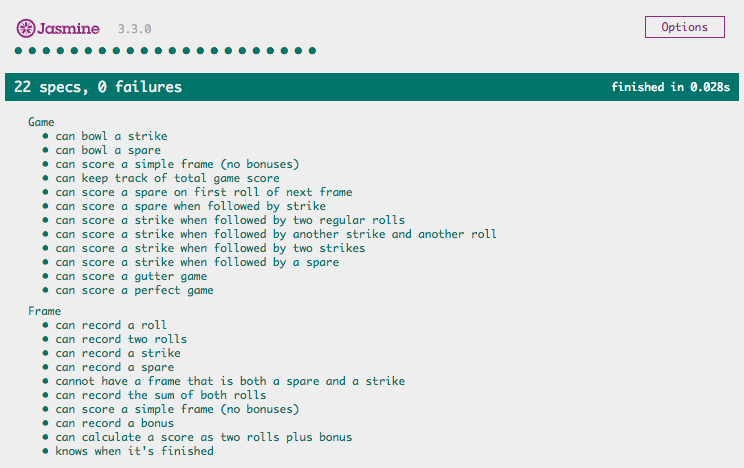 Jasmine 3.3.0 Options
22 specs, 0 failures finished in 0.028s
Game
• can bowl a strike
• can bowl a spare
• can score a simple frame (no bonuses)
• can keep track of total game score
• can score a spare on first roll of next frame
• can score a spare when followed by strike
• can score a strike when followed by two regular rolls
• can score a strike when followed by another strike and another roll
• can score a strike when followed by two strikes
• can score a strike when followed by a spare
• can score a gutter game
• can score a perfect game
Frame
• can record a roll
• can record two rolls
• can record a strike
• can record a spare
• cannot have a frame that is both a spare and a strike
• can record the sum of both rolls
• can score a simple frame (no bonuses)
• can record a bonus
• can calculate a score as two rolls plus bonus
• knows when it's finished